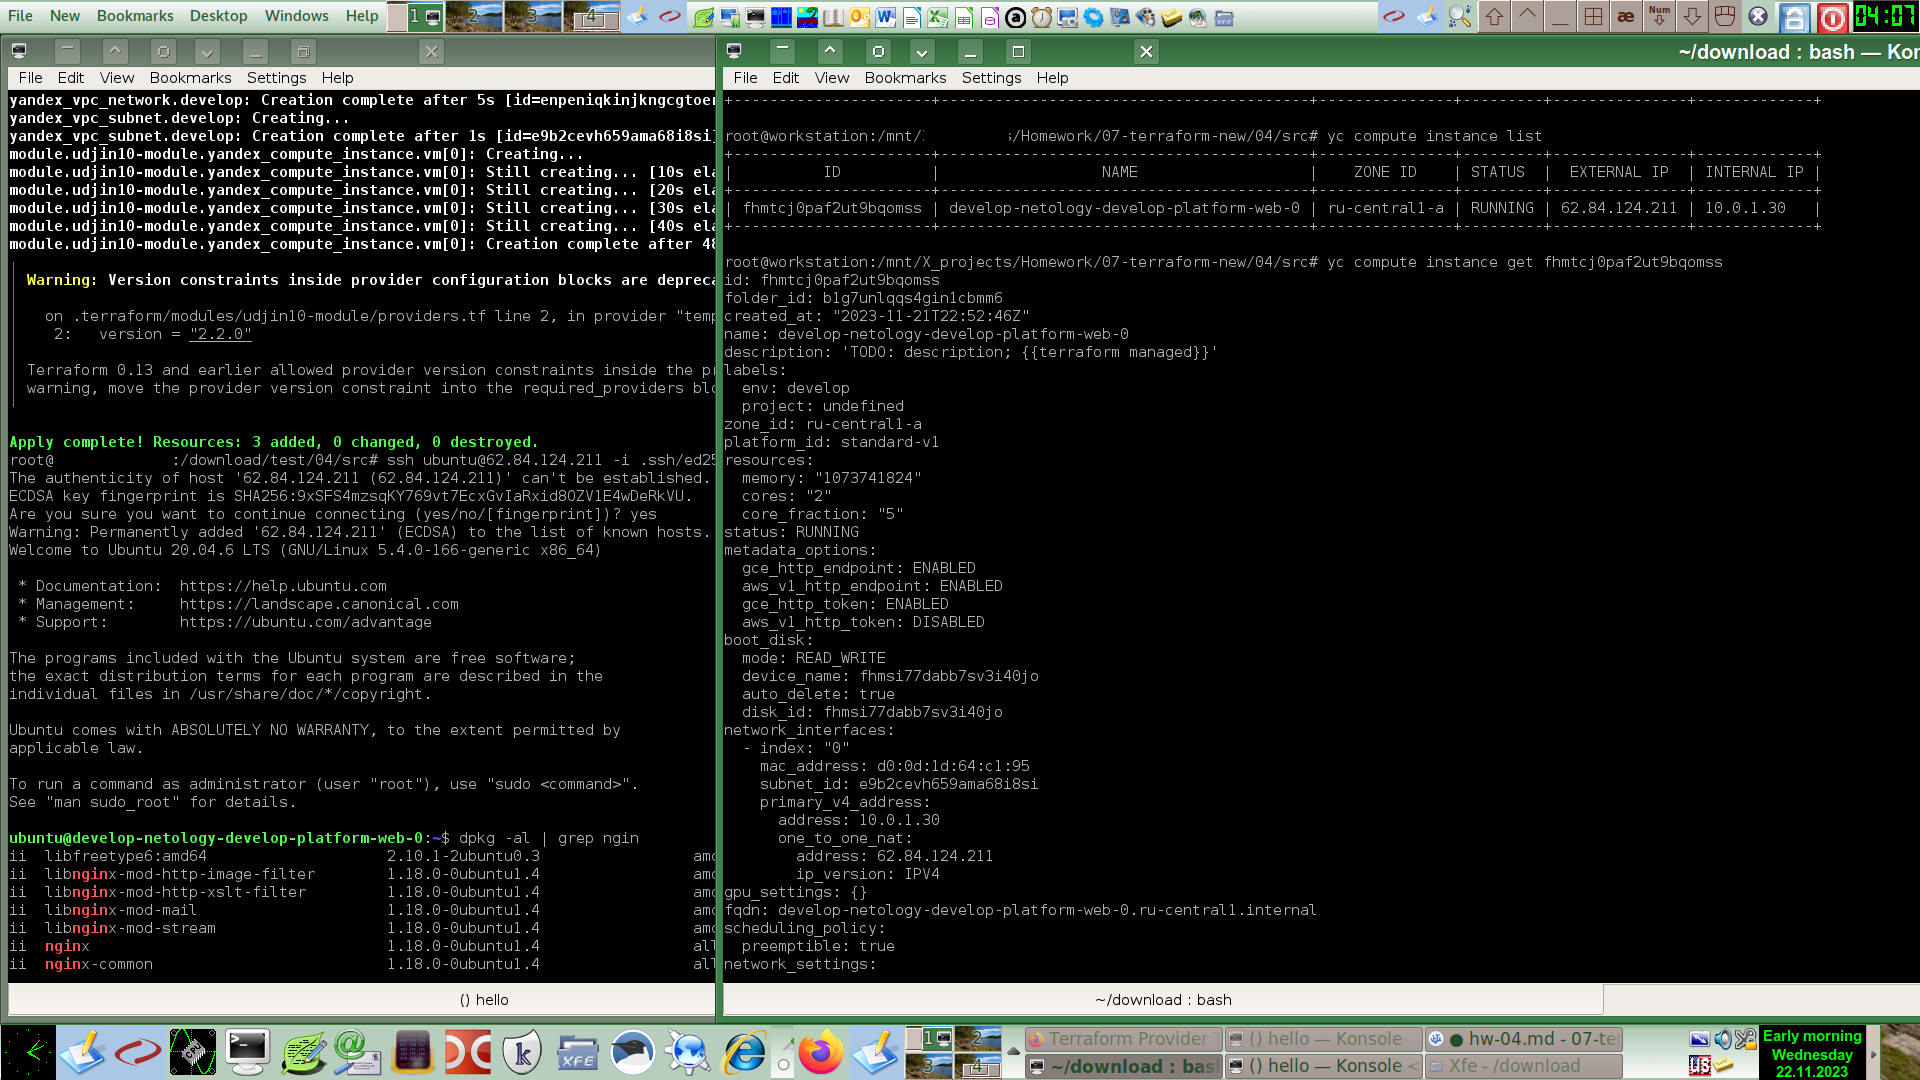 File New Bookmarks Desktop Windows Help 1 2 3 4
Num
04:07
~/download : bash — Kor
File Edit View Bookmarks Settings Help
yandex_vpc_network.develop: Creation complete after 5s [id=enpeniqkinjkngcgtoer
yandex_vpc_subnet.develop: Creating...
yandex_vpc_subnet.develop: Creation complete after 1s [id=e9b2cevh659ama68i8si]
module.udjin10-module.yandex_compute_instance.vm[0]: Creating...
module.udjin10-module.yandex_compute_instance.vm[0]: Still creating... [10s ela
module.udjin10-module.yandex_compute_instance.vm[0]: Still creating... [20s ela
module.udjin10-module.yandex_compute_instance.vm[0]: Still creating... [30s ela
module.udjin10-module.yandex_compute_instance.vm[0]: Still creating... [40s ela
module.udjin10-module.yandex_compute_instance.vm[0]: Creation complete after 48
Warning: Version constraints inside provider configuration blocks are depreca
on .terraform/modules/udjin10-module/providers.tf line 2, in provider "temp
2: version = "2.2.0"
Terraform 0.13 and earlier allowed provider version constraints inside the pr
warning, move the provider version constraint into the required_providers blo
Apply complete! Resources: 3 added, 0 changed, 0 destroyed.
root@ :/download/test/04/src# ssh ubuntu@62.84.124.211 -i .ssh/ed25
The authenticity of host '62.84.124.211 (62.84.124.211)' can't be established.
ECDSA key fingerprint is SHA256:9xSFS4mzsqKY769vt7EcxGvIaRxid8OZV1E4wDeRkVU.
Are you sure you want to continue connecting (yes/no/[fingerprint])? yes
Warning: Permanently added '62.84.124.211' (ECDSA) to the list of known hosts.
Welcome to Ubuntu 20.04.6 LTS (GNU/Linux 5.4.0-166-generic x86_64)
* Documentation: https://help.ubuntu.com
* Management: https://landscape.canonical.com
* Support: https://ubuntu.com/advantage
The programs included with the Ubuntu system are free software;
the exact distribution terms for each program are described in the
individual files in /usr/share/doc/*/copyright.
Ubuntu comes with ABSOLUTELY NO WARRANTY, to the extent permitted by
applicable law.
To run a command as administrator (user "root"), use "sudo <command>".
See "man sudo_root" for details.
ubuntu@develop-netology-develop-platform-web-0:~$ dpkg -al | grep ngin
ii libfreetype6:amd64 2.10.1-2ubuntu0.3 amd
ii libnginx-mod-http-image-filter 1.18.0-0ubuntu1.4 amd
ii libnginx-mod-http-xslt-filter 1.18.0-0ubuntu1.4 amd
ii libnginx-mod-mail 1.18.0-0ubuntu1.4 amd
ii libnginx-mod-stream 1.18.0-0ubuntu1.4 amd
ii nginx 1.18.0-0ubuntu1.4 all
ii nginx-common 1.18.0-0ubuntu1.4 all
() hello
File Edit View Bookmarks Settings Help
root@workstation:/mnt/ s/Homework/07-terraform-new/04/src# yc compute instance list
| ID | NAME | ZONE ID | STATUS | EXTERNAL IP | INTERNAL IP |
| fhmtcj0paf2ut9bqomss | develop-netology-develop-platform-web-0 | ru-central1-a | RUNNING | 62.84.124.211 | 10.0.1.30 |
root@workstation:/mnt/X_projects/Homework/07-terraform-new/04/src# yc compute instance get fhmtcj0paf2ut9bqomss
id: fhmtcj0paf2ut9bqomss
folder_id: b1g7unlqqs4gin1cbmm6
created_at: "2023-11-21T22:52:46Z"
name: develop-netology-develop-platform-web-0
description: 'TODO: description; {{terraform managed}}'
labels:
env: develop
project: undefined
zone_id: ru-central1-a
platform_id: standard-v1
resources:
memory: "1073741824"
cores: "2"
core_fraction: "5"
status: RUNNING
metadata_options:
gce_http_endpoint: ENABLED
aws_v1_http_endpoint: ENABLED
gce_http_token: ENABLED
aws_v1_http_token: DISABLED
boot_disk:
mode: READ_WRITE
device_name: fhmsi77dabb7sv3i40jo
auto_delete: true
disk_id: fhmsi77dabb7sv3i40jo
network_interfaces:
- index: "0"
mac_address: d0:0d:1d:64:c1:95
subnet_id: e9b2cevh659ama68i8si
primary_v4_address:
address: 10.0.1.30
one_to_one_nat:
address: 62.84.124.211
ip_version: IPV4
gpu_settings: {}
fqdn: develop-netology-develop-platform-web-0.ru-central1.internal
scheduling_policy:
preemptible: true
network_settings:
~/download : bash
1 2 3 4
Terraform Provider
() hello — Konsole
● hw-04.md - 07-te
~/download : bas
() hello — Konsole <
Xfe - /download
us
Early morning
Wednesday
22.11.2023